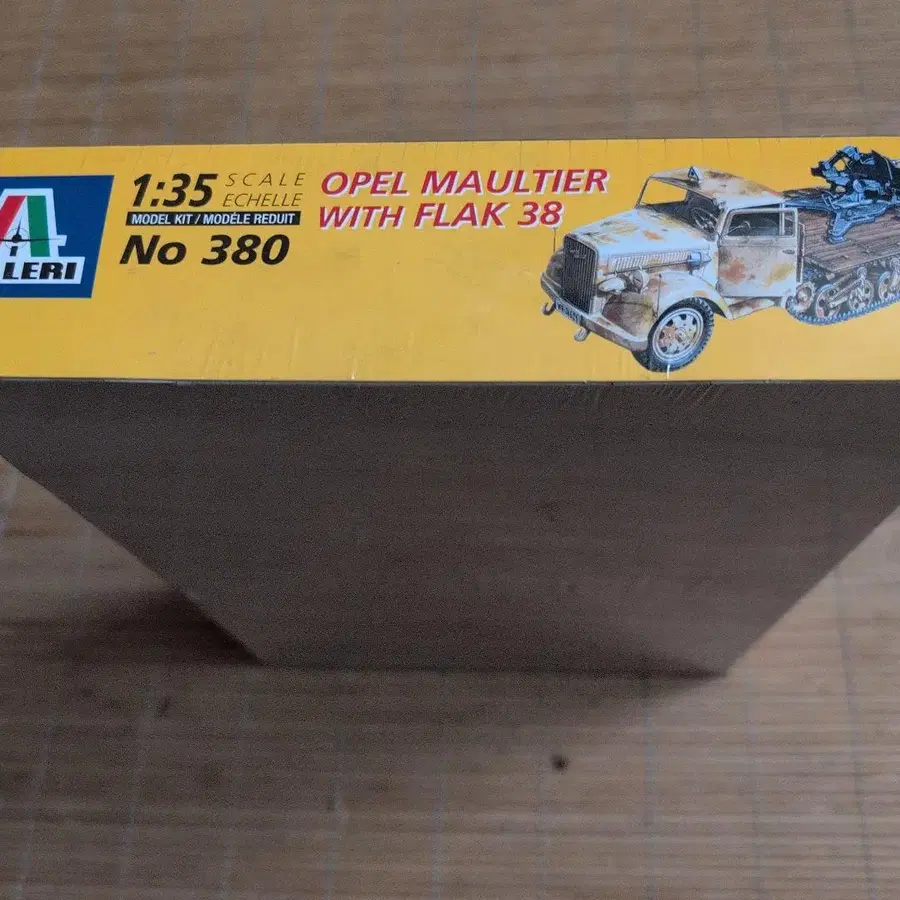 LERI
1:35 SCALE
ECHELLE
MODEL KIT / MODÈLE REDUIT
No 380
OPEL MAULTIER
WITH FLAK 38